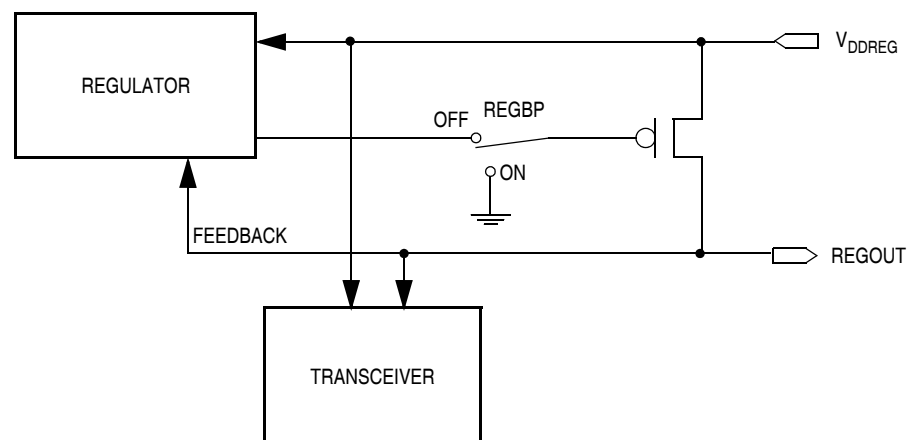 V_DDREG
REGULATOR
REGBP
OFF
ON
FEEDBACK
REGOUT
TRANSCEIVER